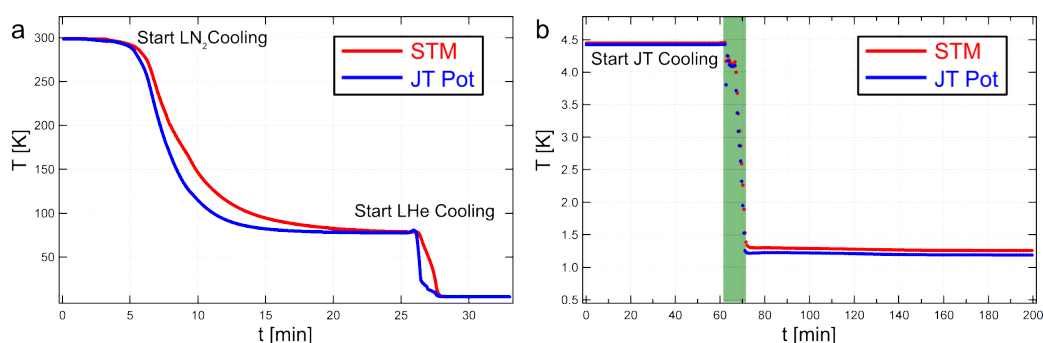 a
Start LN2Cooling
STM
JT Pot
Start LHe Cooling
T [K]
300
250
200
150
100
50
0
5
10
15
20
25
30
t [min]
b
Start JT Cooling
STM
JT Pot
T [K]
4.5
4.0
3.5
3.0
2.5
2.0
1.5
1.0
0.5
0
20
40
60
80
100
120
140
160
180
200
t [min]